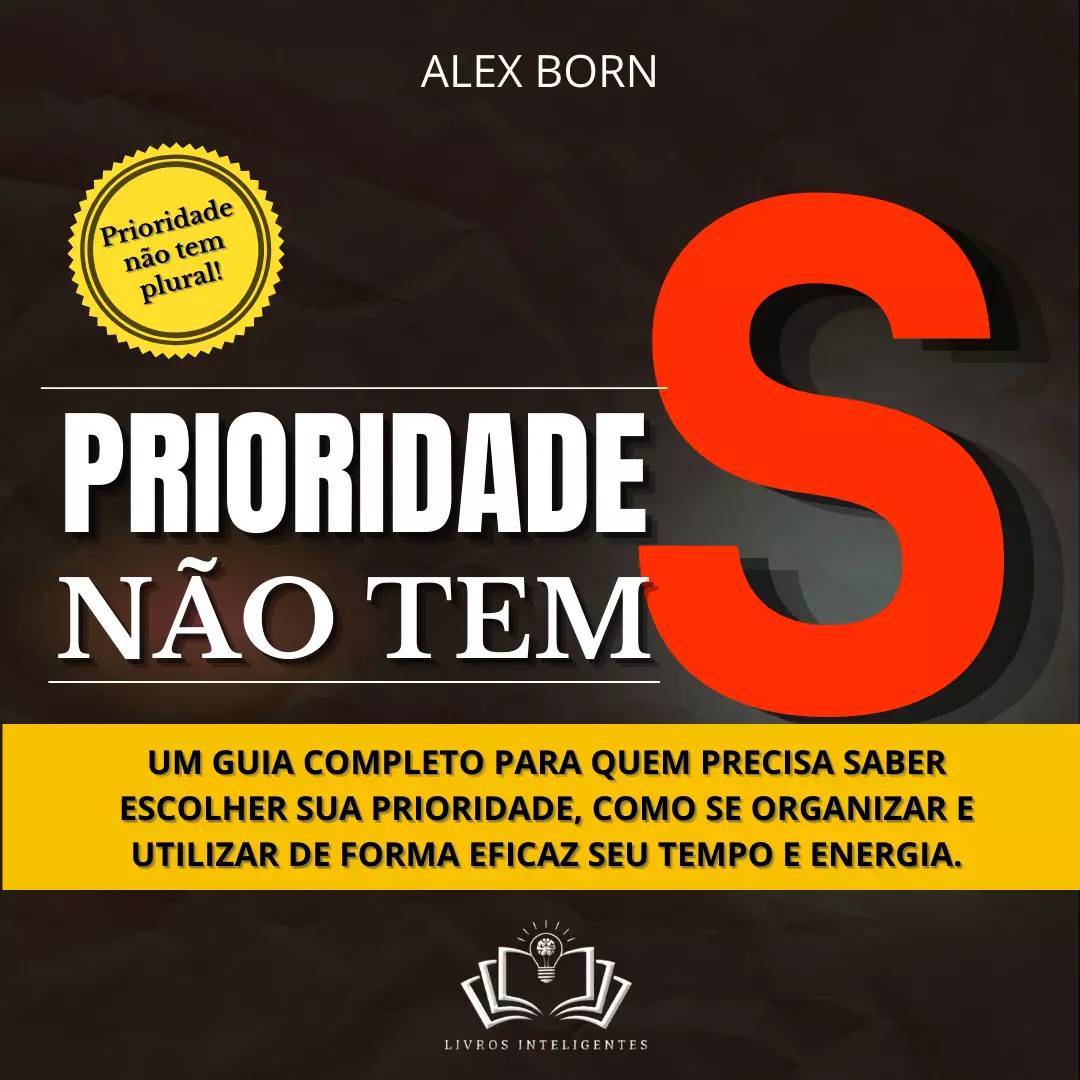 ALEX BORN
Prioridade
não tem
plural!
PRIORIDADE
NÃO TEM
S
UM GUIA COMPLETO PARA QUEM PRECISA SABER
ESCOLHER SUA PRIORIDADE, COMO SE ORGANIZAR E
UTILIZAR DE FORMA EFICAZ SEU TEMPO E ENERGIA.
LIVROS INTELIGENTES